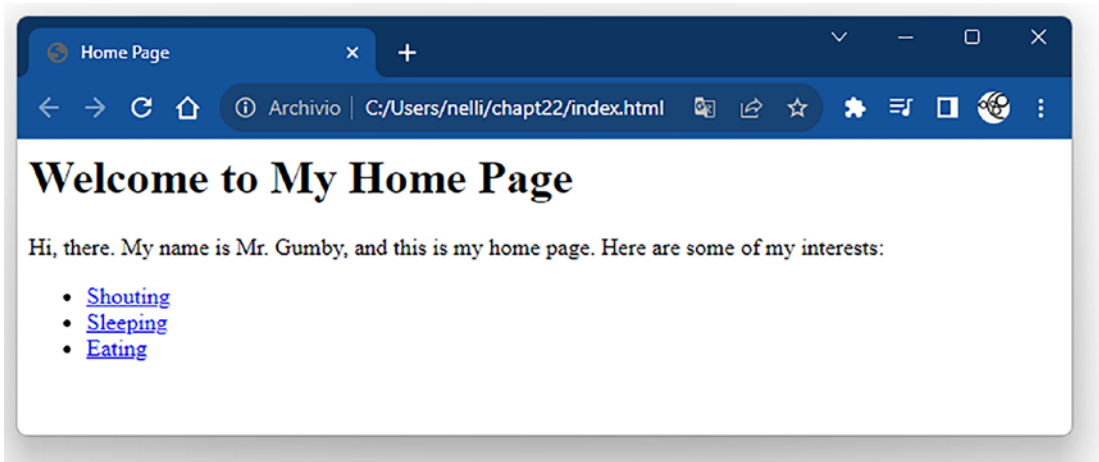 Home Page
Archivio C:/Users/nelli/chapt22/index.html
Welcome to My Home Page
Hi, there. My name is Mr. Gumby, and this is my home page. Here are some of my interests:
Shouting
Sleeping
Eating